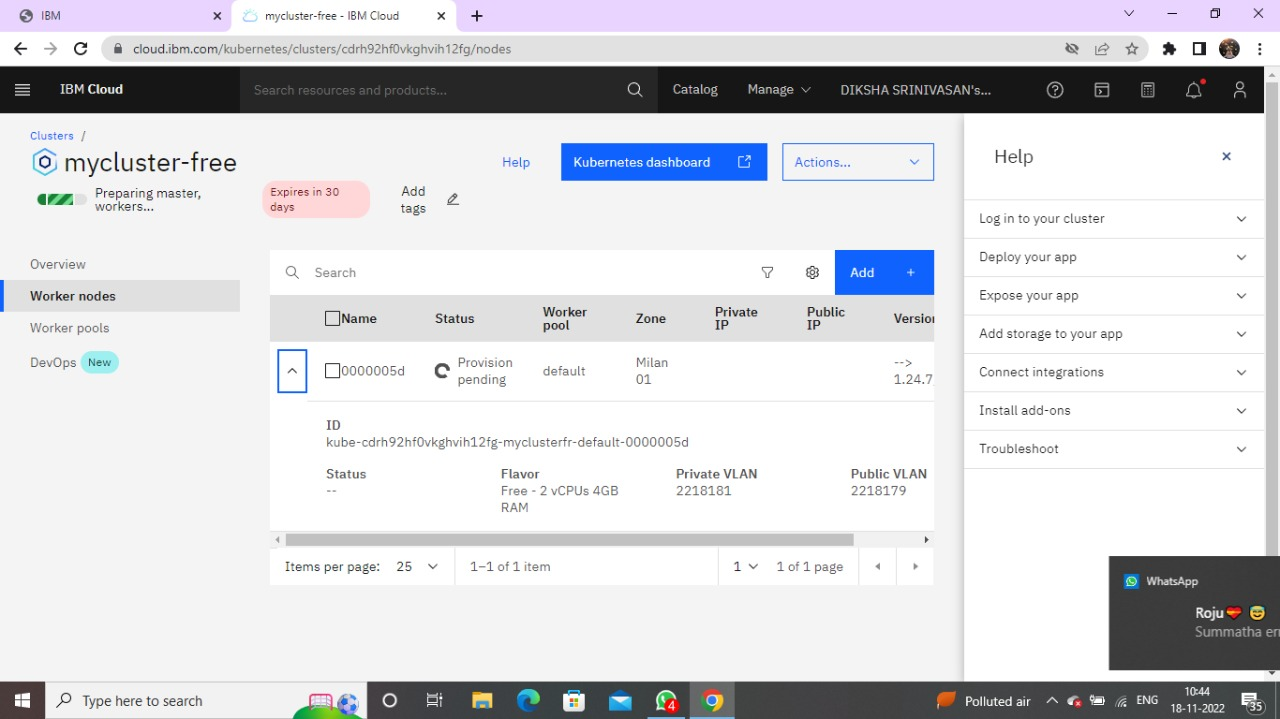 IBM
mycluster-free - IBM Cloud
cloud.ibm.com/kubernetes/clusters/cdrh92hf0vkghvih12fg/nodes
IBM Cloud
Search resources and products...
Catalog
Manage
DIKSHA SRINIVASAN's...
Clusters /
mycluster-free
Preparing master,
workers...
Expires in 30
days
Add
tags
Help
Kubernetes dashboard
Actions...
Overview
Worker nodes
Worker pools
DevOps New
Search
Add +
Name Status Worker pool Zone Private IP Public IP Version
0000005d Provision pending default Milan 01 --> 1.24.7
ID
kube-cdrh92hf0vkghvih12fg-myclusterfr-default-0000005d
Status Flavor Private VLAN Public VLAN
-- Free - 2 vCPUs 4GB RAM 2218181 2218179
Items per page: 25 1–1 of 1 item 1 1 of 1 page
Help
Log in to your cluster
Deploy your app
Expose your app
Add storage to your app
Connect integrations
Install add-ons
Troubleshoot
WhatsApp
Roju❤️ 😇
Summatha
Type here to search
4
Polluted air
ENG
10:44
18-11-2022
35